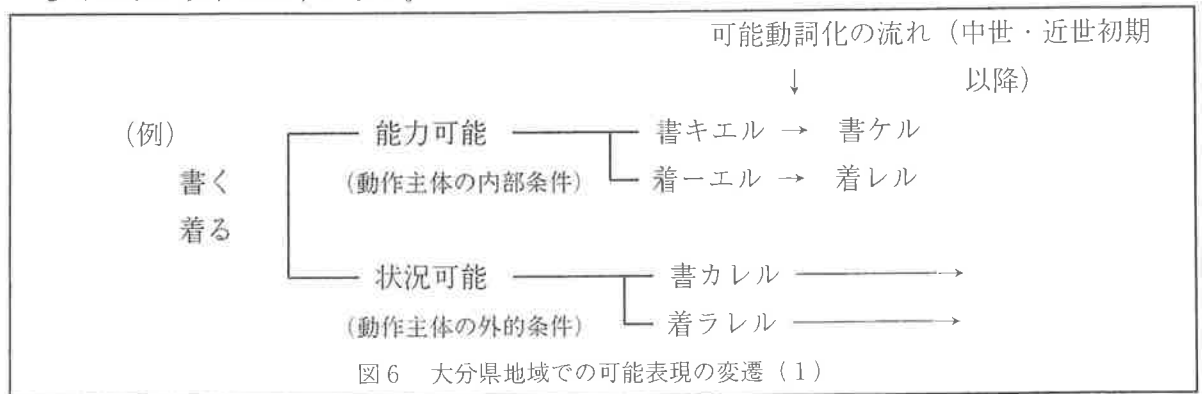 可能動詞化の流れ（中世・近世初期
↓ 以降）
（例） 能力可能 書キエル → 書ケル
書く （動作主体の内部条件） 着ーエル → 着レル
着る
状況可能 書カレル →
（動作主体の外的条件） 着ラレル →
図6 大分県地域での可能表現の変遷（1）